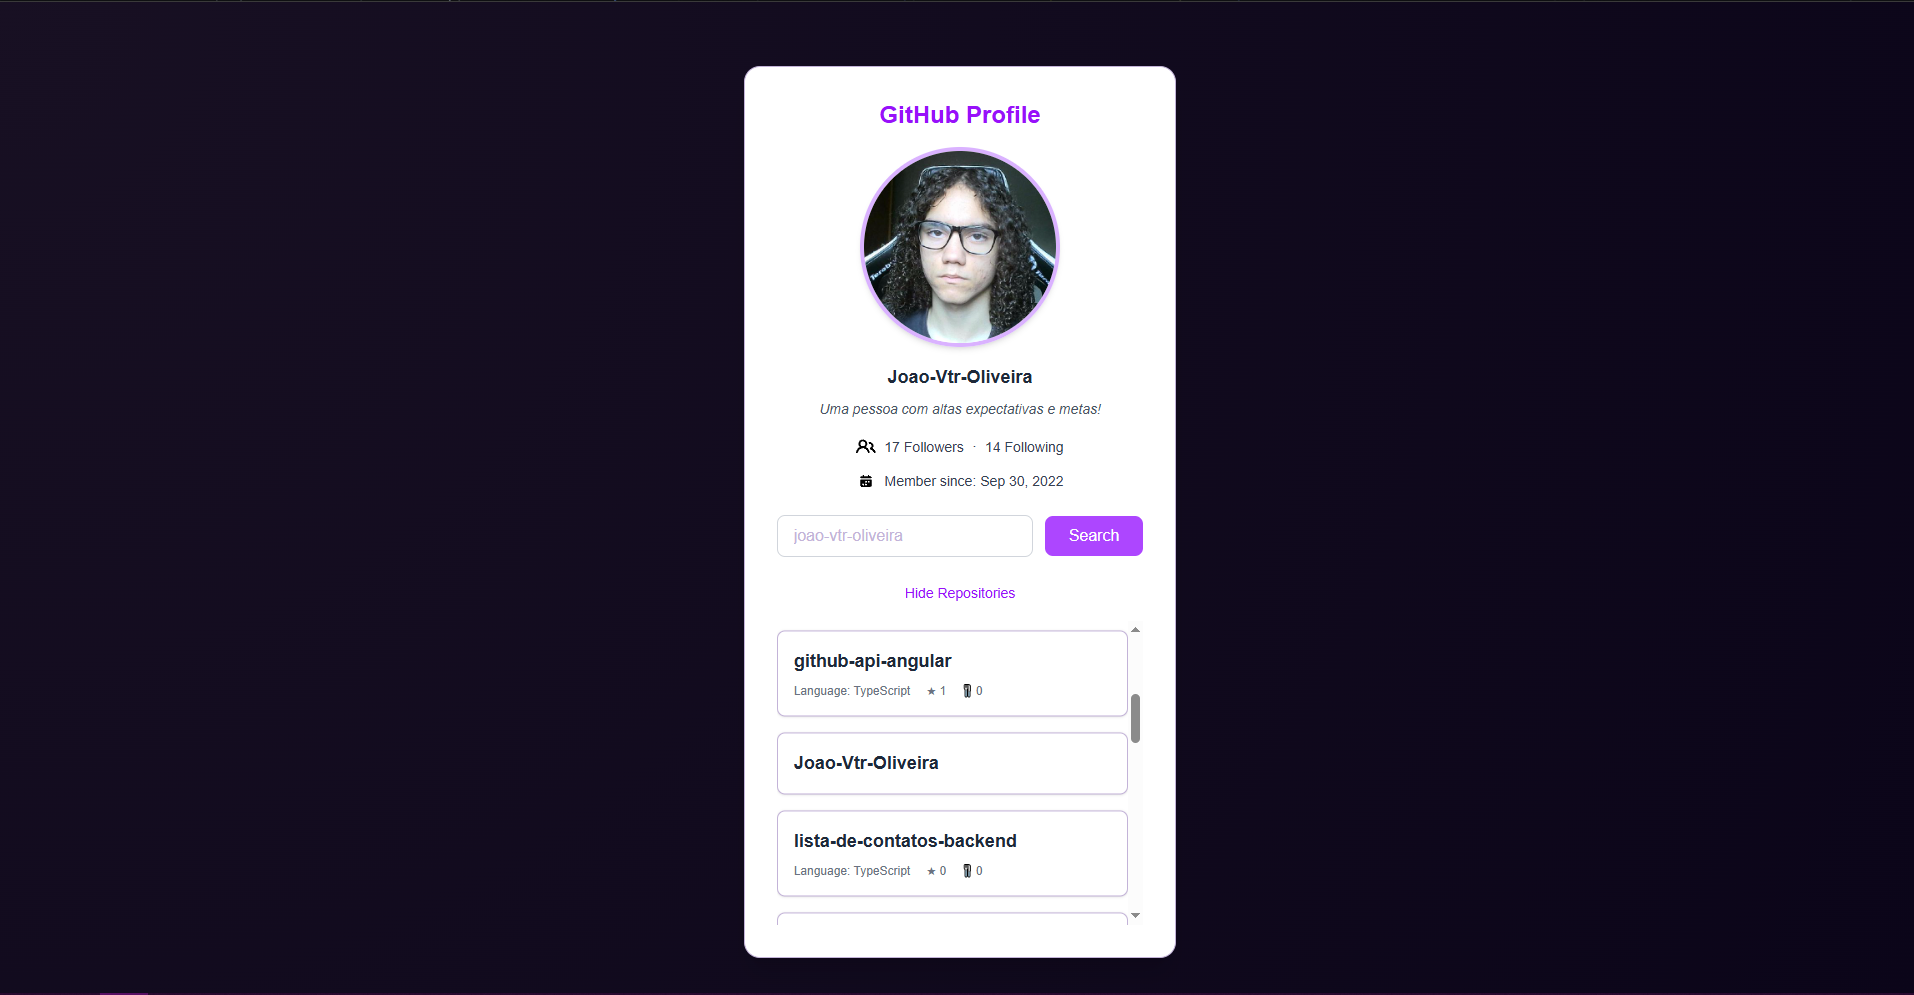 GitHub Profile
Joao-Vtr-Oliveira
Uma pessoa com altas expectativas e metas!
17 Followers · 14 Following
Member since: Sep 30, 2022
joao-vtr-oliveira Search
Hide Repositories
github-api-angular
Language: TypeScript ★ 1 0
Joao-Vtr-Oliveira
lista-de-contatos-backend
Language: TypeScript ★ 0 0